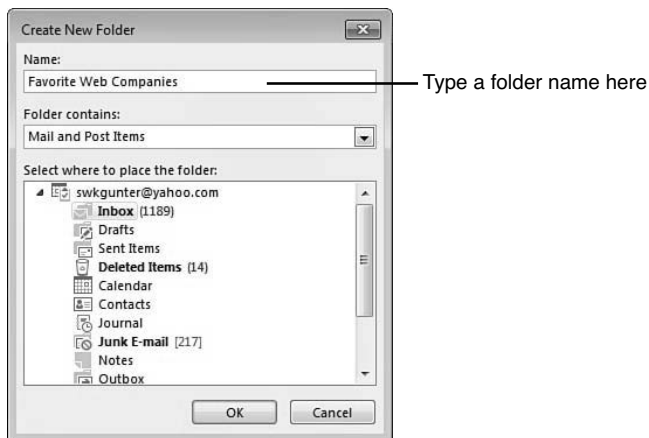 Create New Folder
Name:
Favorite Web Companies
Type a folder name here
Folder contains:
Mail and Post Items
Select where to place the folder:
swkgunter@yahoo.com
Inbox (1189)
Drafts
Sent Items
Deleted Items (14)
Calendar
Contacts
Journal
Junk E-mail [217]
Notes
Outbox
OK Cancel